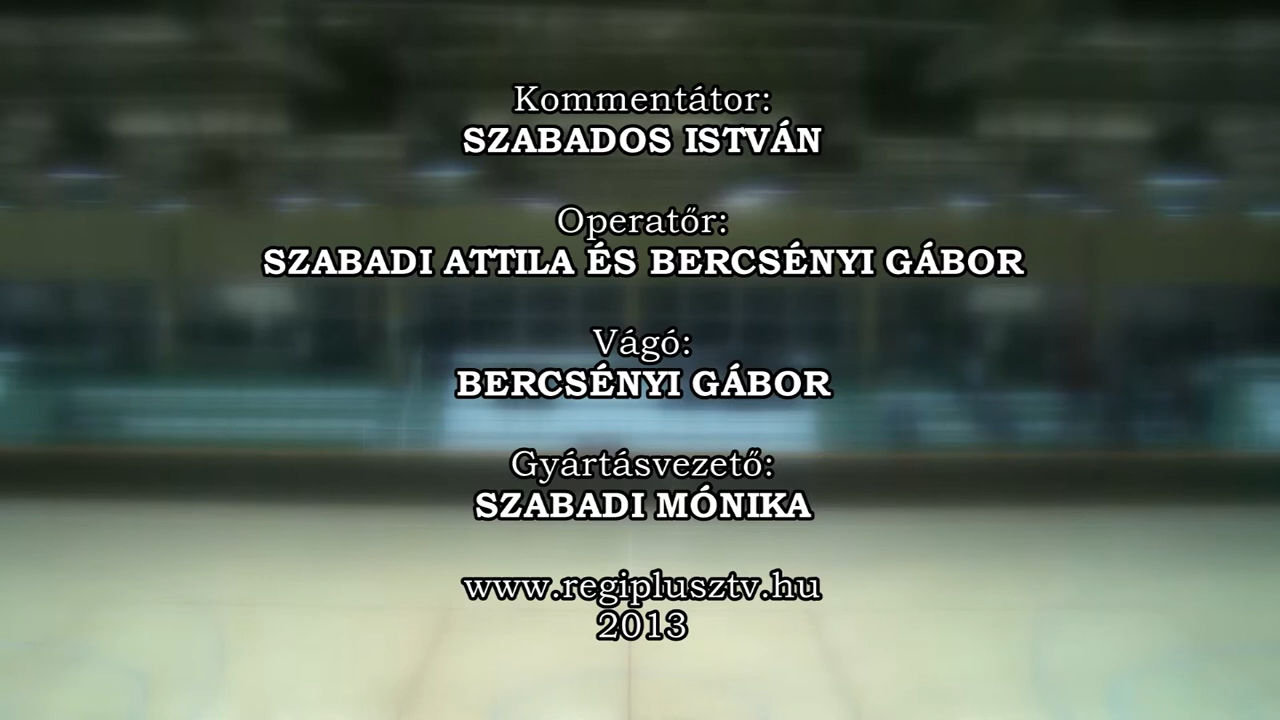 Kommentátor:
SZABADOS ISTVÁN
Operatőr:
SZABADI ATTILA ÉS BERCSÉNYI GÁBOR
Vágó:
BERCSÉNYI GÁBOR
Gyártásvezető:
SZABADI MÓNIKA
www.regiplusztv.hu
2013